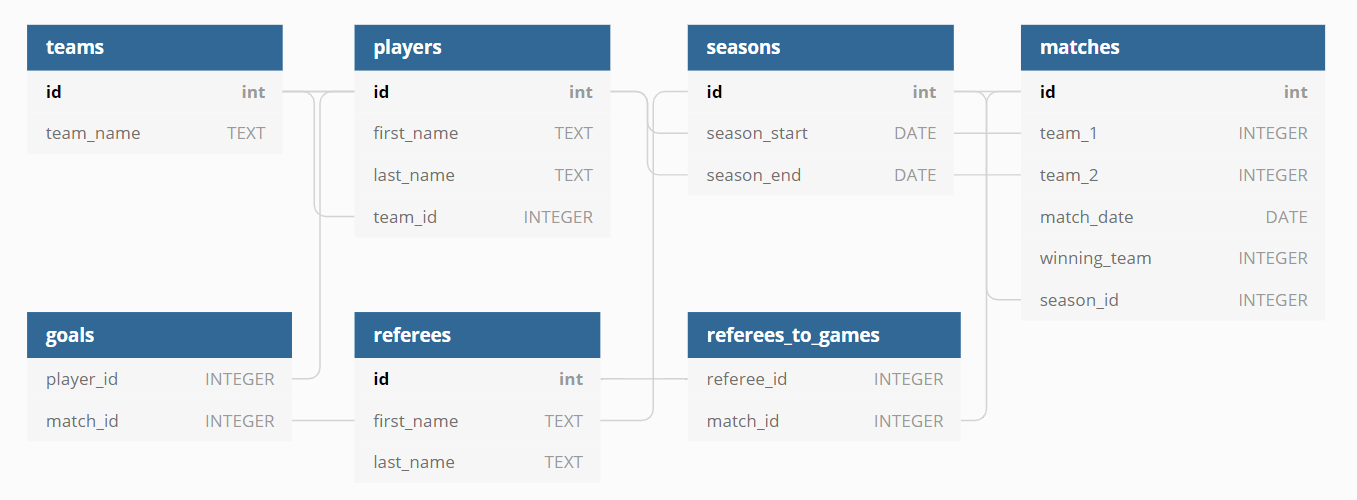 teams
id int
team_name TEXT
players
id int
first_name TEXT
last_name TEXT
team_id INTEGER
seasons
id int
season_start DATE
season_end DATE
matches
id int
team_1 INTEGER
team_2 INTEGER
match_date DATE
winning_team INTEGER
season_id INTEGER
goals
player_id INTEGER
match_id INTEGER
referees
id int
first_name TEXT
last_name TEXT
referees_to_games
referee_id INTEGER
match_id INTEGER